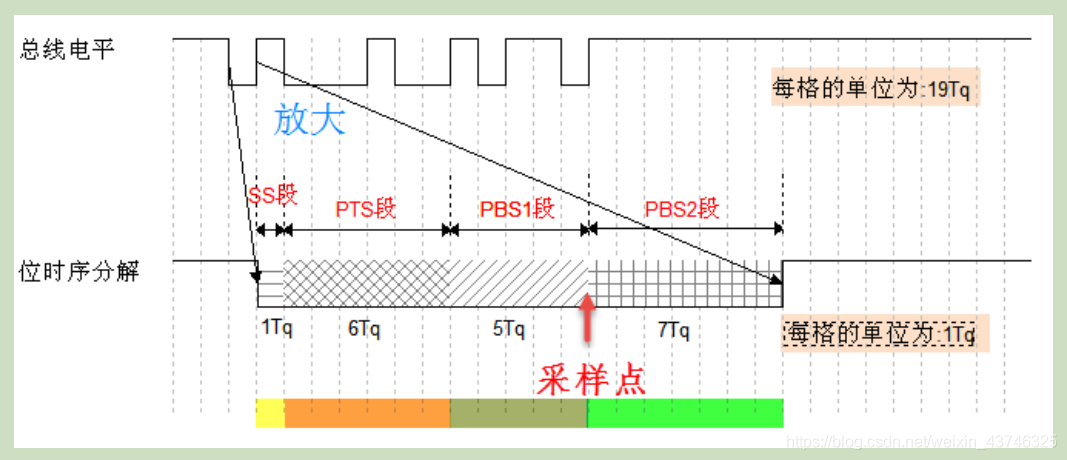 总线电平
每格的单位为:19Tq
放大
SS段
PTS段
PBS1段
PBS2段
位时序分解
1Tq
6Tq
5Tq
7Tq
每格的单位为:1Tq
采样点
https://blog.csdn.net/weixin_43746325